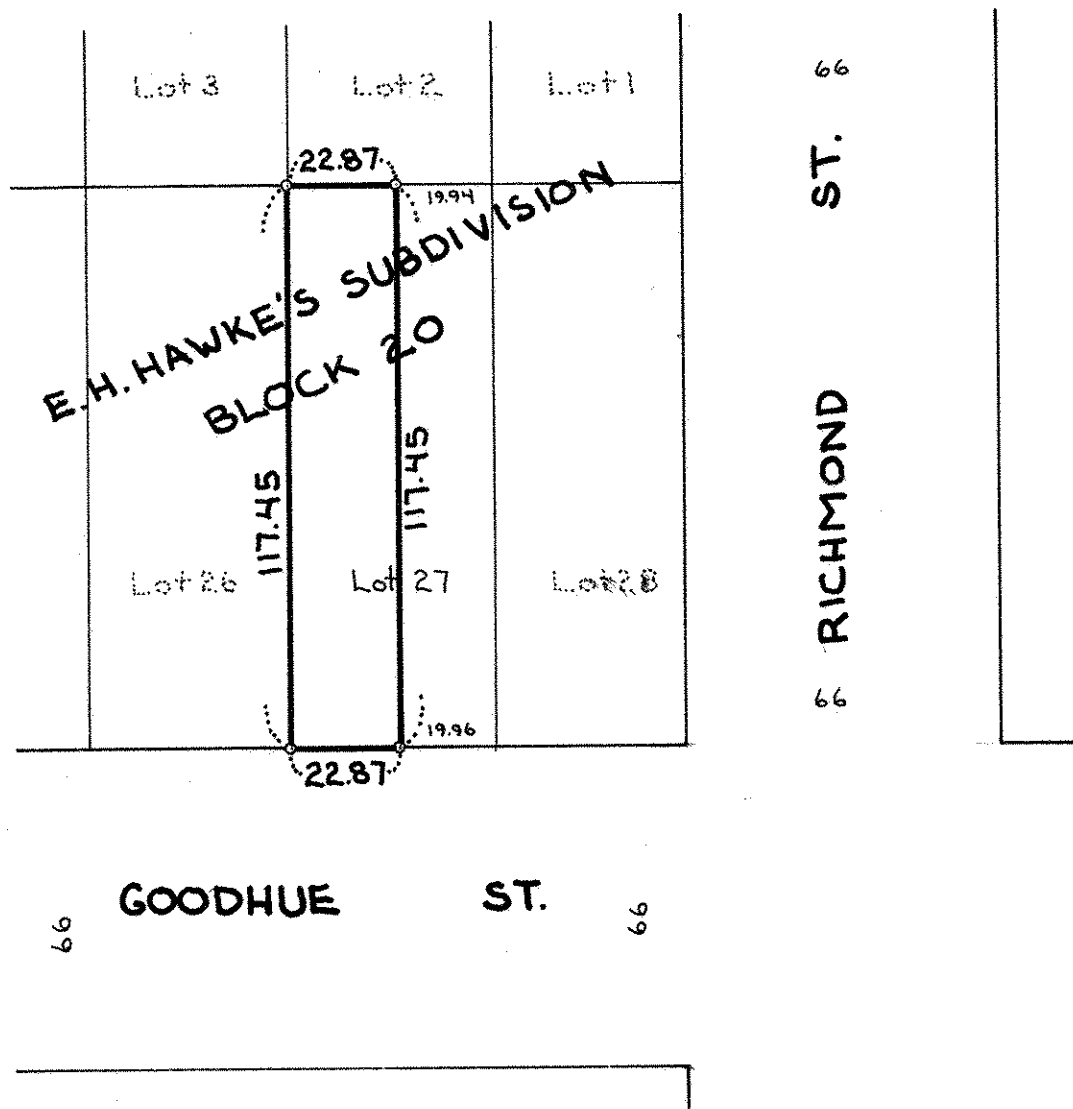 Lot 3 Lot 2 Lot 1
66
22.87
19.94
ST.
E.H. HAWKE'S SUBDIVISION
BLOCK 20
117.45
117.45
RICHMOND
Lot 26 Lot 27 Lot 28
66
19.96
22.87
GOODHUE ST.
66
66